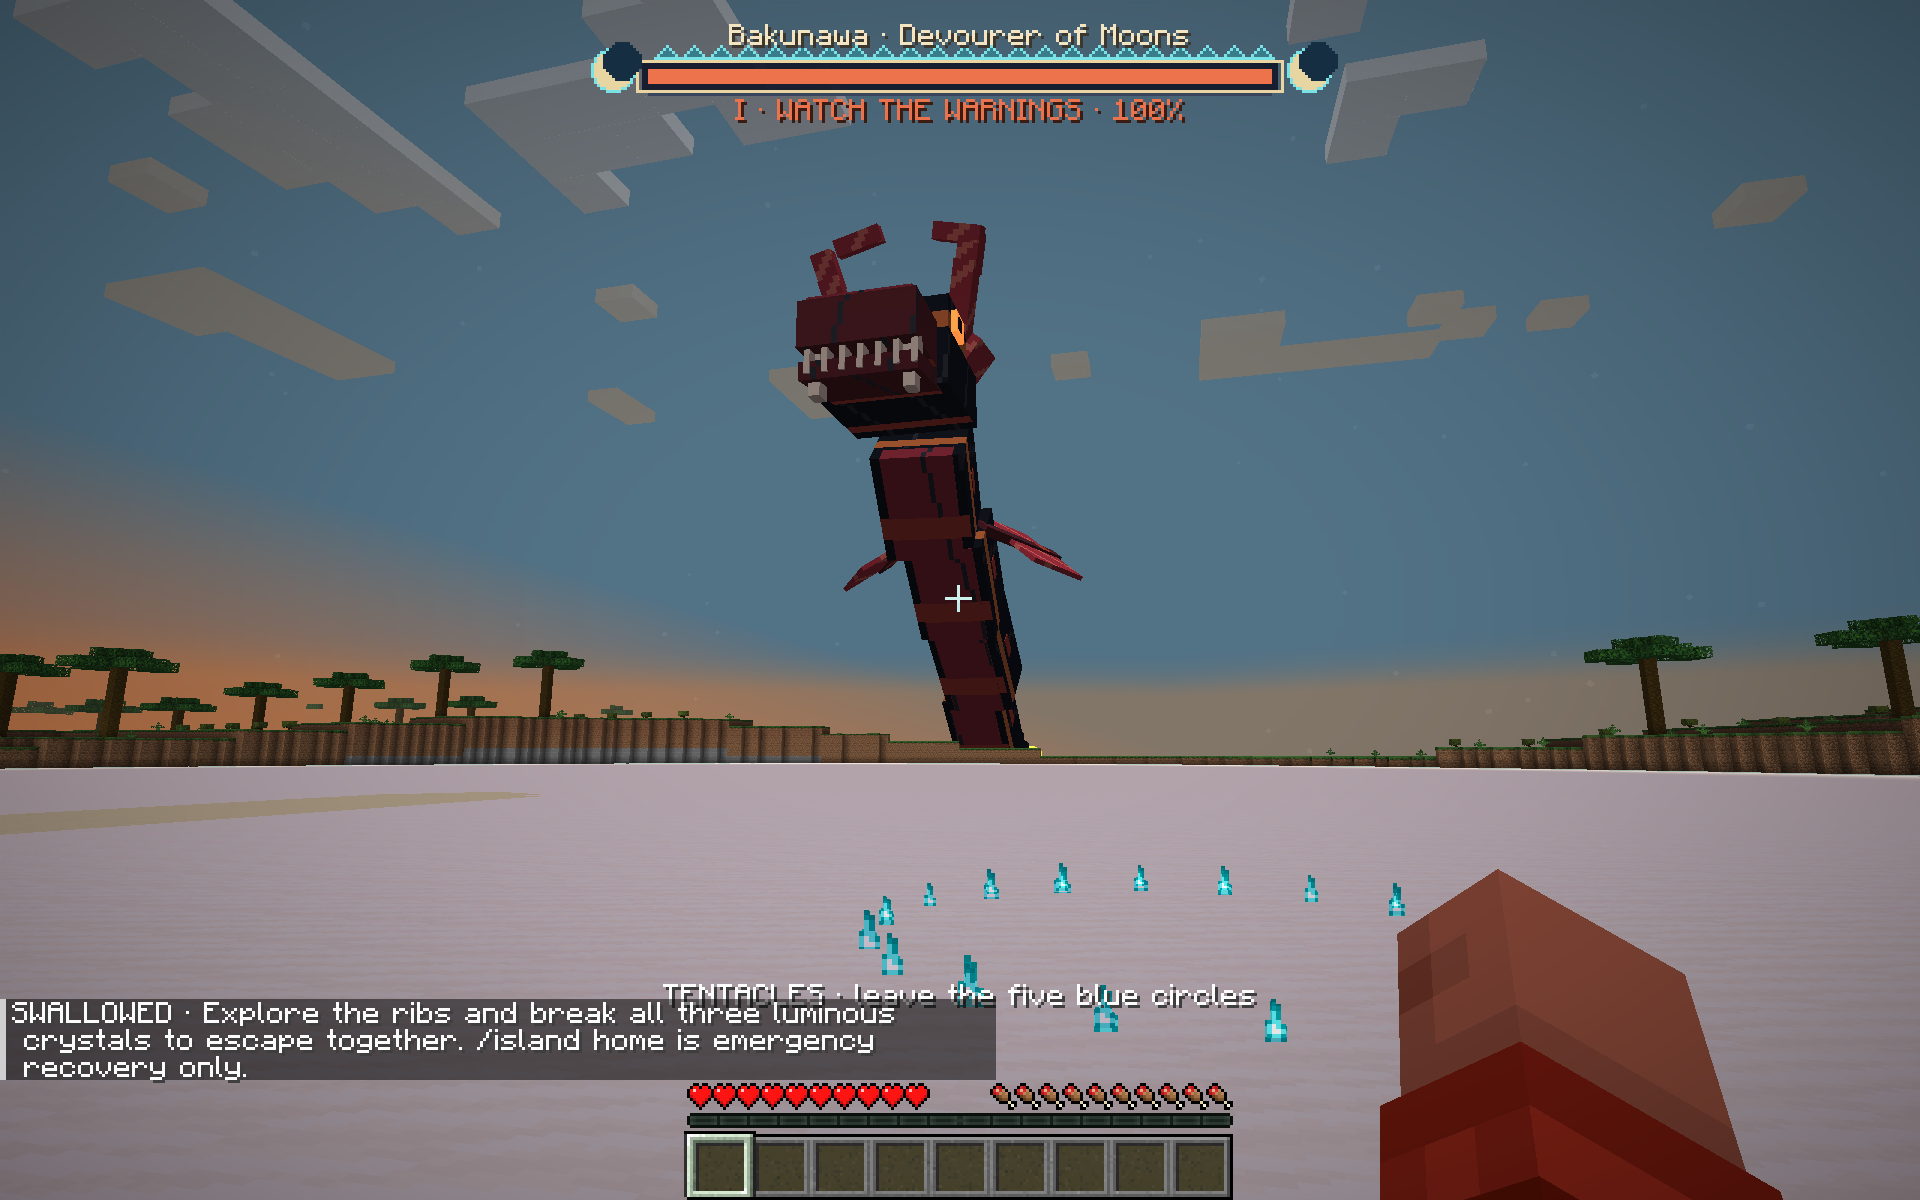 Bakunawa · Devourer of Moons
I · WATCH THE WARNINGS · 100%
TENTACLES · leave the five blue circles
SWALLOWED · Explore the ribs and break all three luminous
crystals to escape together. /island home is emergency
recovery only.